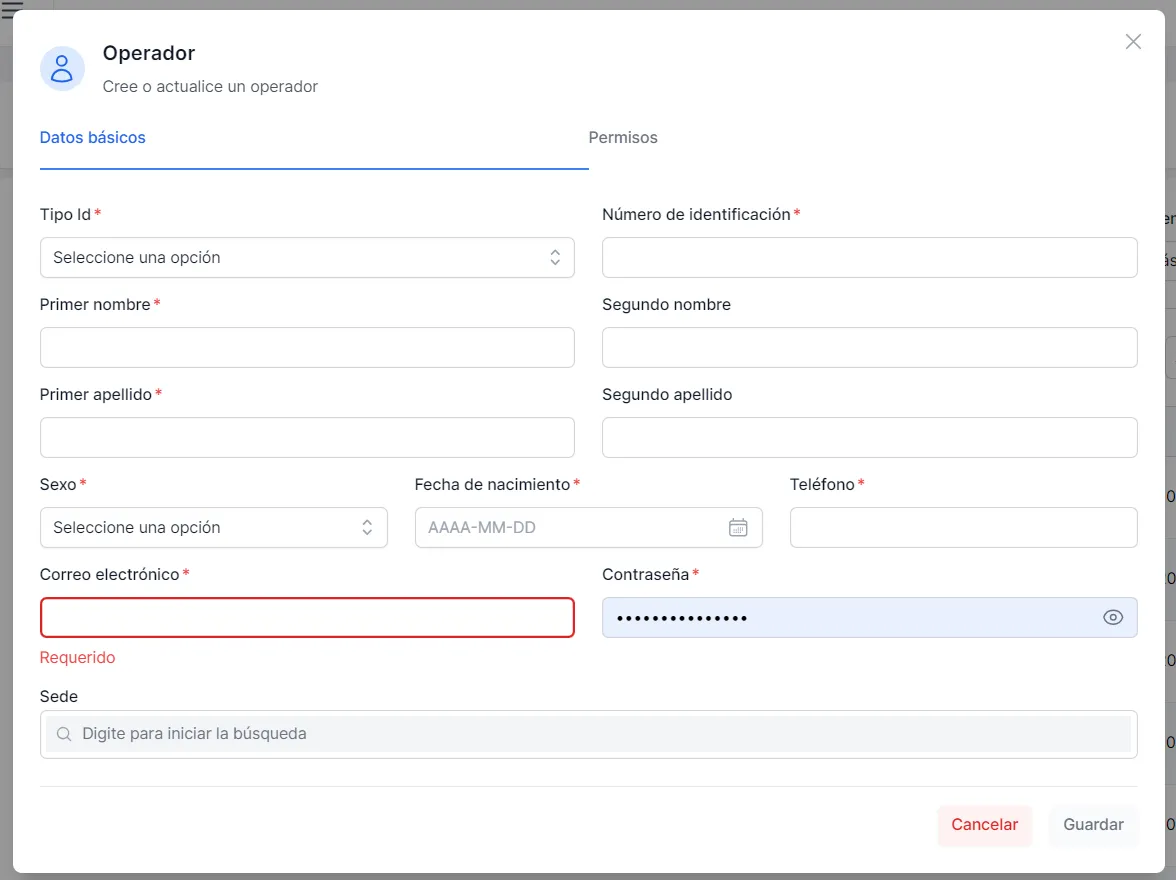 Operador
Cree o actualice un operador
Datos básicos Permisos
Tipo Id* Número de identificación*
Seleccione una opción
Primer nombre* Segundo nombre
Primer apellido* Segundo apellido
Sexo* Fecha de nacimiento* Teléfono*
Seleccione una opción AAAA-MM-DD
Correo electrónico* Contraseña*
•••••••••••••••
Requerido
Sede
Digite para iniciar la búsqueda
Cancelar Guardar